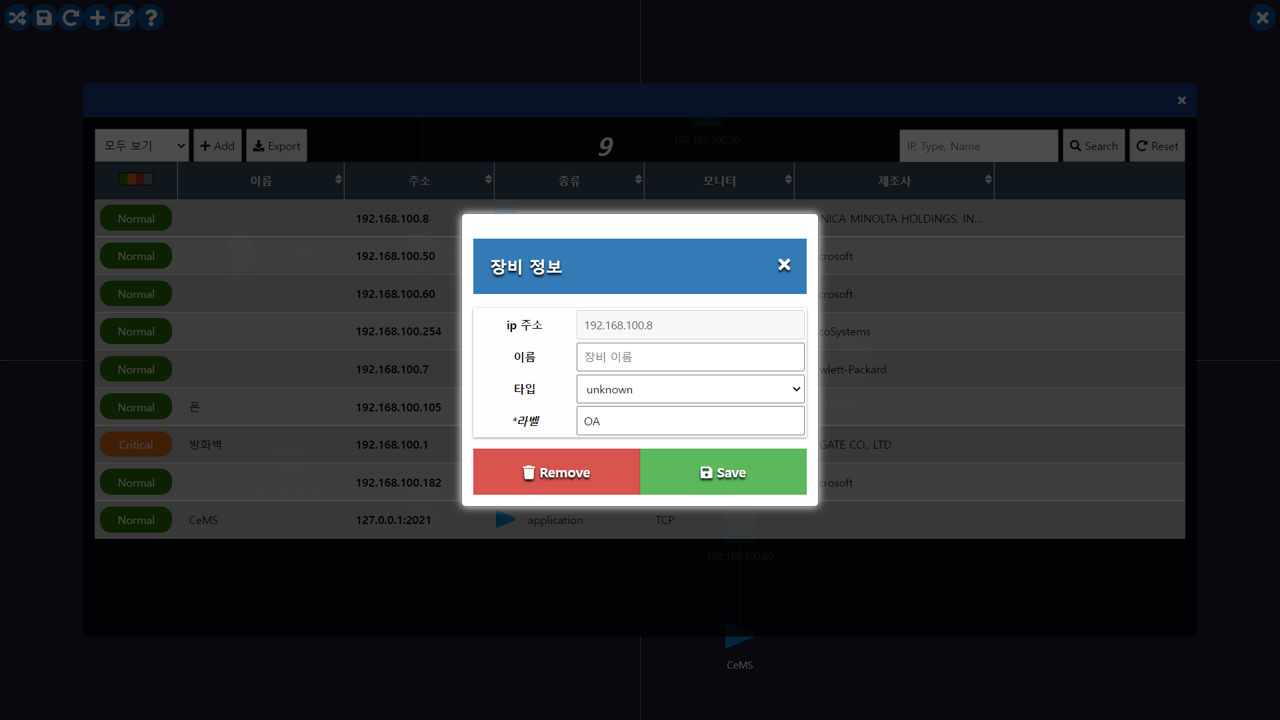 192.168.100.50
모두 보기
Add
Export
9
IP, Type, Name
Search
Reset
이름 주소 종류 모니터 제조사
Normal 192.168.100.8 NICA MINOLTA HOLDINGS, IN...
Normal 192.168.100.50 rosoft
Normal 192.168.100.60 rosoft
Normal 192.168.100.254 coSystems
Normal 192.168.100.7 wlett-Packard
Normal 폰 192.168.100.105
Critical 방화벽 192.168.100.1 GATE CO., LTD
Normal 192.168.100.182 rosoft
Normal CeMS 127.0.0.1:2021 application TCP
장비 정보
ip 주소 192.168.100.8
이름 장비 이름
타입 unknown
*라벨 OA
Remove
Save
192.168.100.60
CeMS